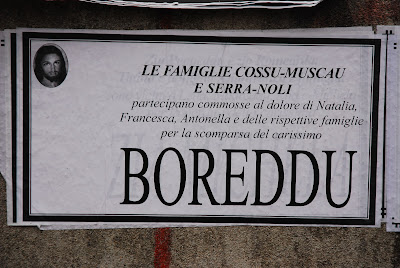 LE FAMIGLIE COSSU-MUSCAU
E SERRA-NOLI
partecipano commosse al dolore di Natalia,
Francesca, Antonella e delle rispettive famiglie
per la scomparsa del carissimo
BOREDDU